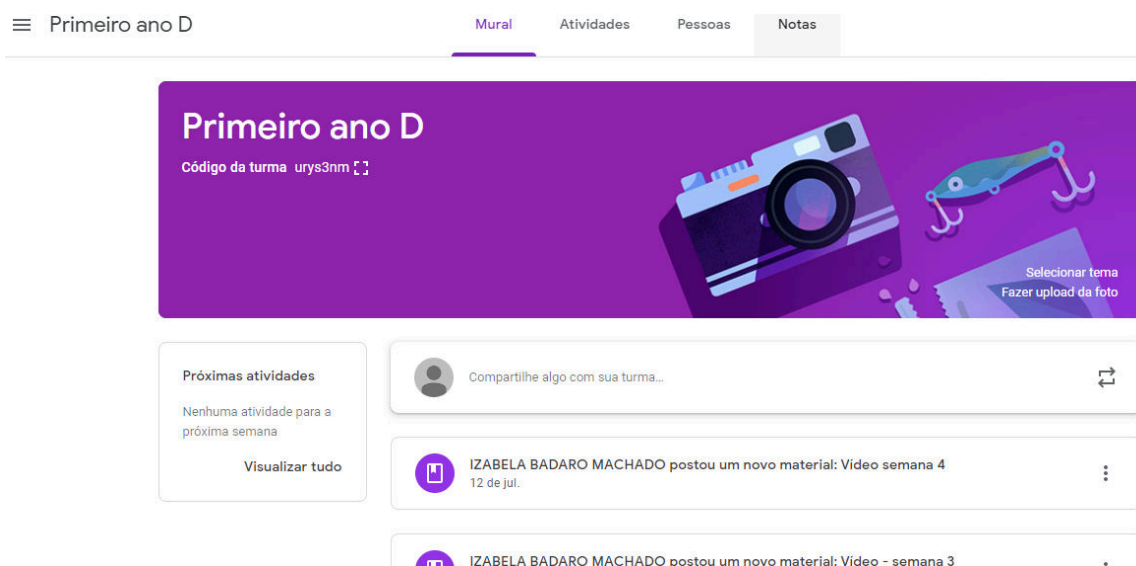 Primeiro ano D
Mural
Atividades
Pessoas
Notas
Primeiro ano D
Código da turma urys3nm
Selecionar tema
Fazer upload da foto
Próximas atividades
Nenhuma atividade para a
próxima semana
Visualizar tudo
Compartilhe algo com sua turma...
IZABELA BADARO MACHADO postou um novo material: Vídeo semana 4
12 de jul.
IZABELA BADARO MACHADO postou um novo material: Vídeo - semana 3